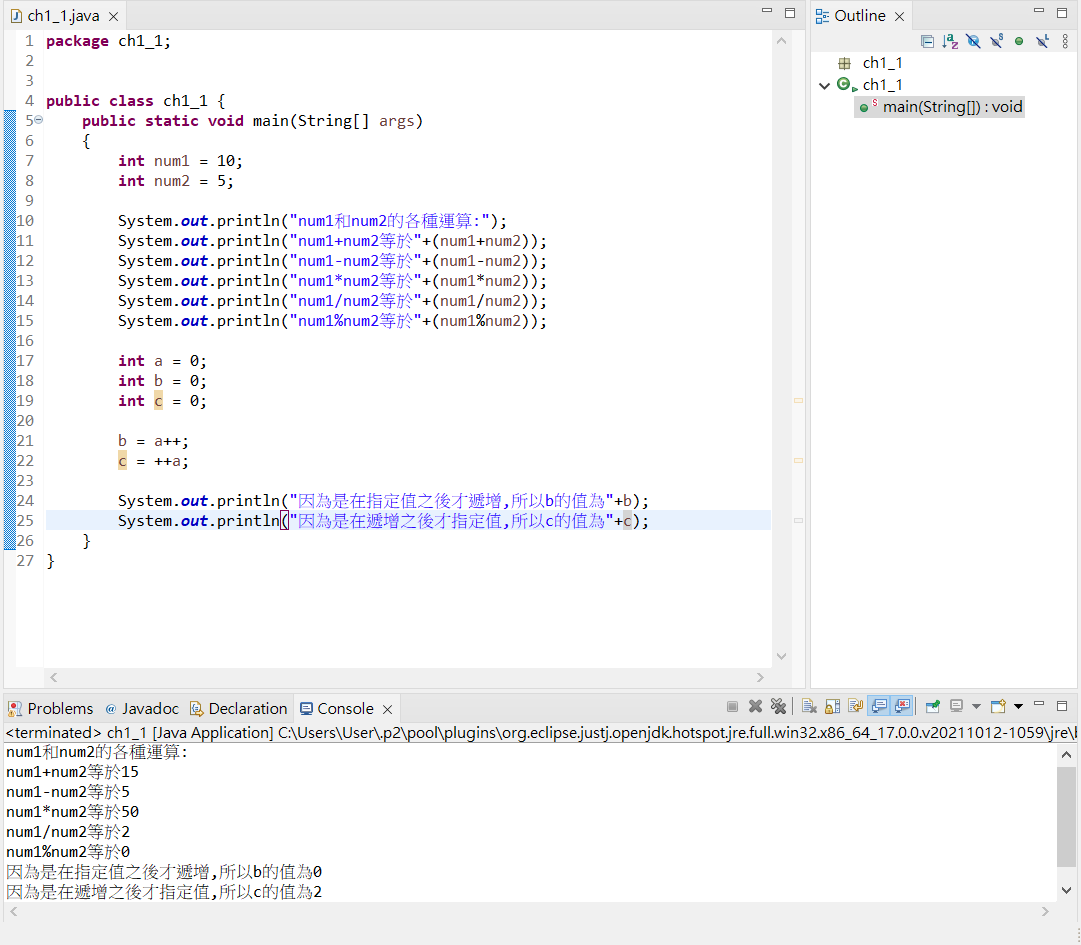 ch1_1.java
1 package ch1_1;
2
3
4 public class ch1_1 {
5     public static void main(String[] args)
6     {
7         int num1 = 10;
8         int num2 = 5;
9
10         System.out.println("num1和num2的各種運算:");
11         System.out.println("num1+num2等於"+(num1+num2));
12         System.out.println("num1-num2等於"+(num1-num2));
13         System.out.println("num1*num2等於"+(num1*num2));
14         System.out.println("num1/num2等於"+(num1/num2));
15         System.out.println("num1%num2等於"+(num1%num2));
16
17         int a = 0;
18         int b = 0;
19         int c = 0;
20
21         b = a++;
22         c = ++a;
23
24         System.out.println("因為是在指定值之後才遞增,所以b的值為"+b);
25         System.out.println("因為是在遞增之後才指定值,所以c的值為"+c);
26     }
27 }
Outline
ch1_1
ch1_1
main(String[]) : void
Problems @ Javadoc Declaration Console
<terminated> ch1_1 [Java Application] C:\Users\User\.p2\pool\plugins\org.eclipse.justj.openjdk.hotspot.jre.full.win32.x86_64_17.0.0.v20211012-1059\jre\b
num1和num2的各種運算:
num1+num2等於15
num1-num2等於5
num1*num2等於50
num1/num2等於2
num1%num2等於0
因為是在指定值之後才遞增,所以b的值為0
因為是在遞增之後才指定值,所以c的值為2